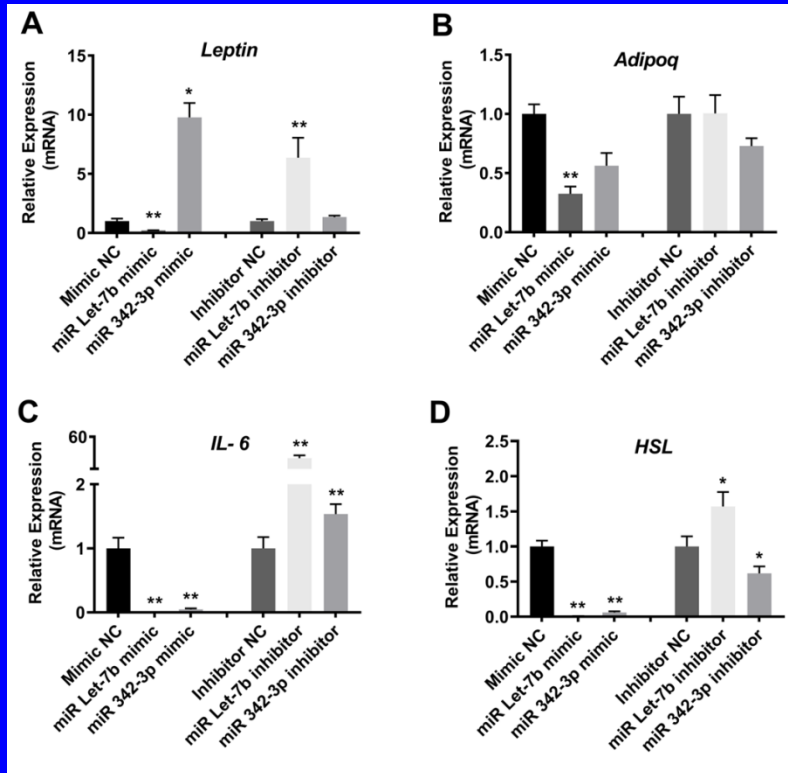 A
Leptin
Relative Expression
(mRNA)
15
10
5
0
*
**
**
Mimic NC
miR Let-7b mimic
miR 342-3p mimic
Inhibitor NC
miR Let-7b inhibitor
miR 342-3p inhibitor
B
Adipoq
Relative Expression
(mRNA)
1.5
1.0
0.5
0.0
**
Mimic NC
miR Let-7b mimic
miR 342-3p mimic
Inhibitor NC
miR Let-7b inhibitor
miR 342-3p inhibitor
C
IL- 6
Relative Expression
(mRNA)
60
2
1
0
**
**
**
**
Mimic NC
miR Let-7b mimic
miR 342-3p mimic
Inhibitor NC
miR Let-7b inhibitor
miR 342-3p inhibitor
D
HSL
Relative Expression
(mRNA)
2.5
2.0
1.5
1.0
0.5
0.0
*
*
**
**
Mimic NC
miR Let-7b mimic
miR 342-3p mimic
Inhibitor NC
miR Let-7b inhibitor
miR 342-3p inhibitor